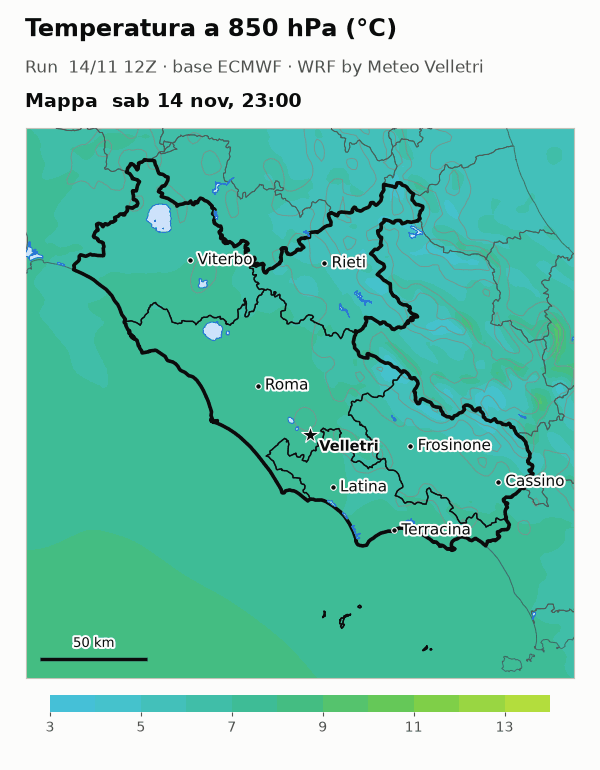 Temperatura a 850 hPa (°C)
Run  14/11 12Z · base ECMWF · WRF by Meteo Velletri
Mappa  sab 14 nov, 23:00
Viterbo
Rieti
Roma
Velletri
Frosinone
Cassino
Latina
Terracina
50 km
3 5 7 9 11 13